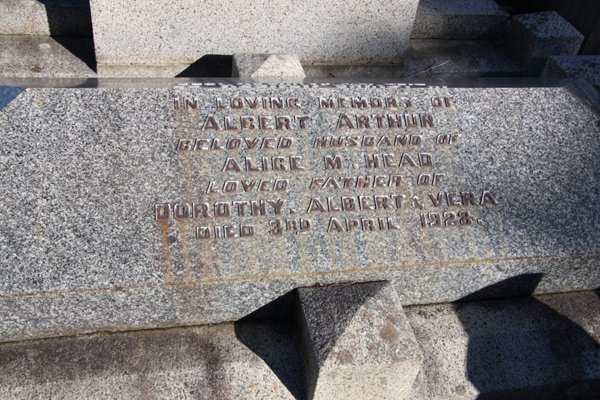 IN LOVING MEMORY OF
ALBERT ARTHUR
BELOVED HUSBAND OF
ALICE M. HEAD
LOVED FATHER OF
DOROTHY, ALBERT & VERA
DIED 3RD APRIL 1928.